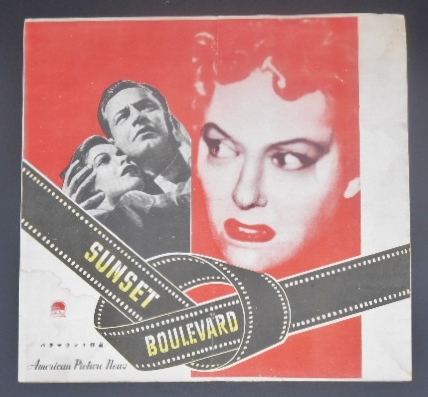 SUNSET
BOULEVARD
パラマウント作品
American Picture News